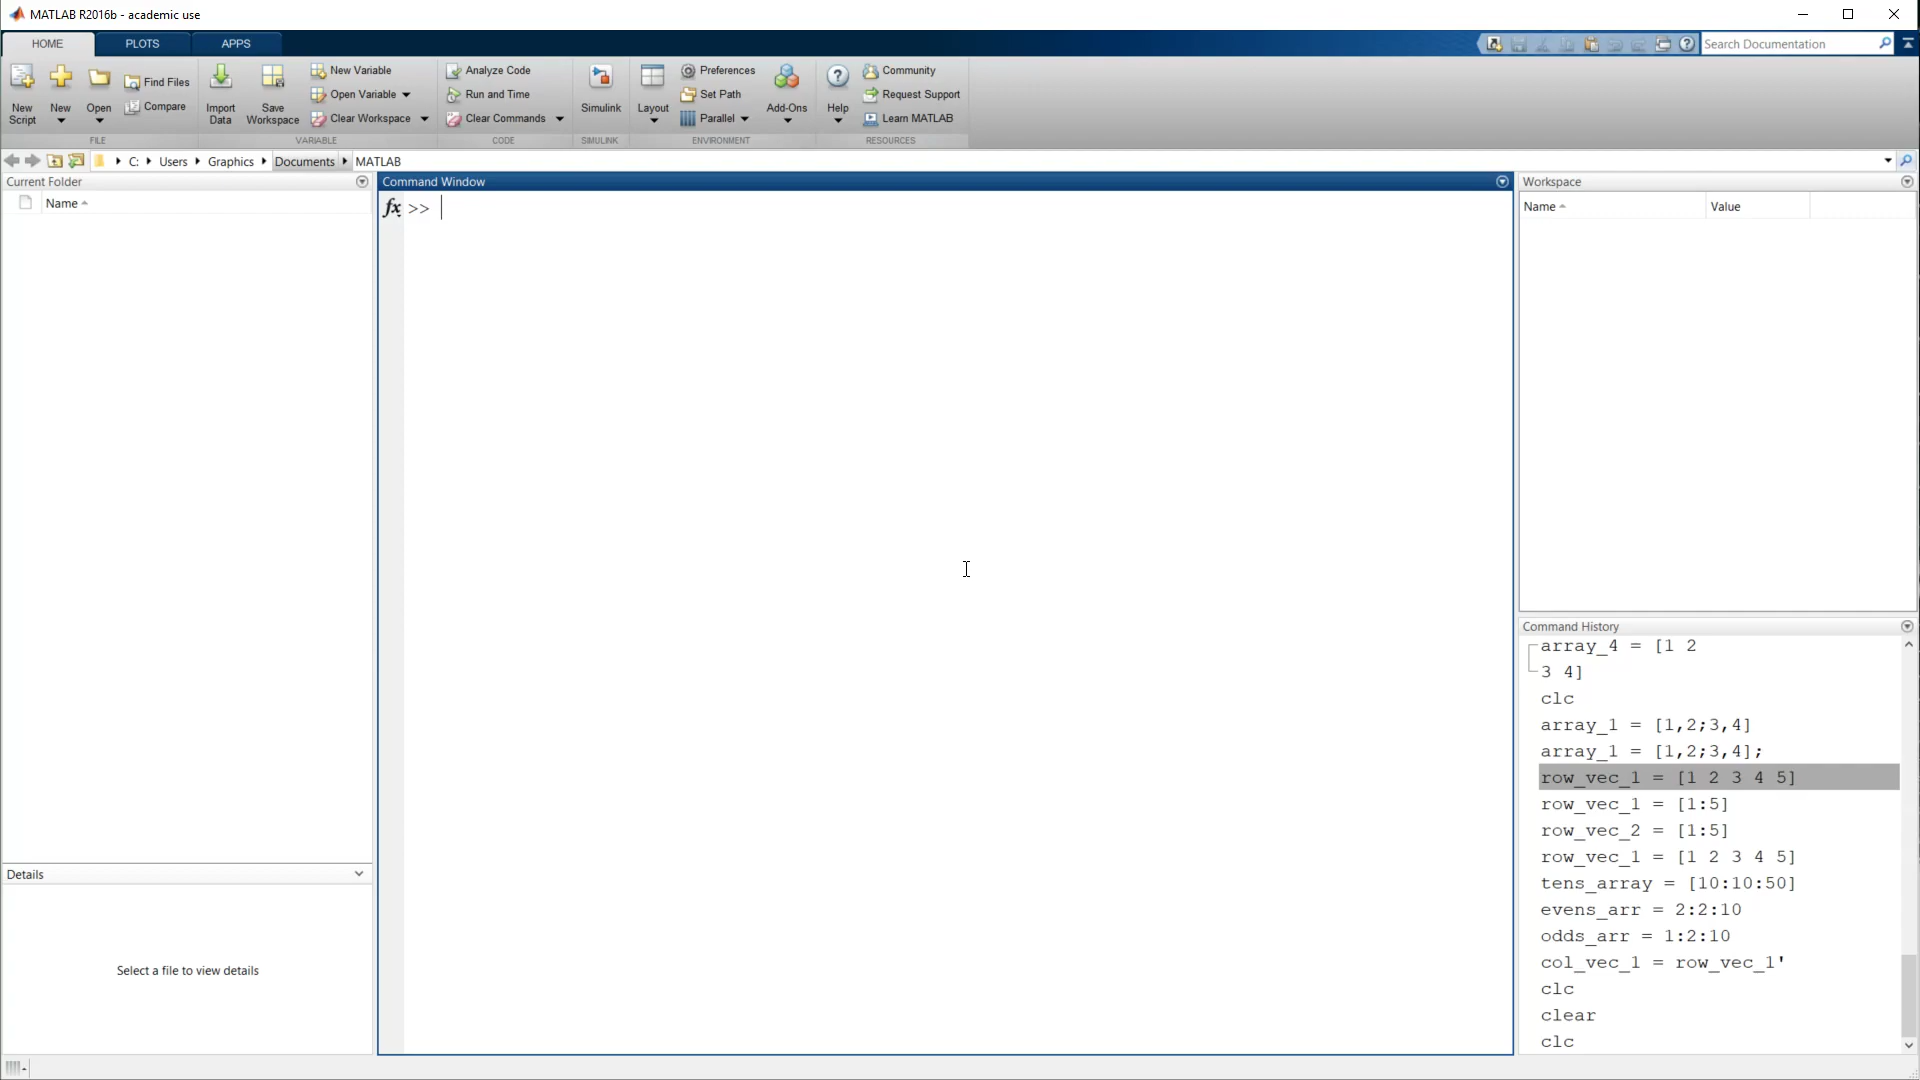 MATLAB R2016b - academic use
HOME PLOTS APPS
Search Documentation
New Script
New
Open
Find Files
Compare
FILE
Import Data
Save Workspace
New Variable
Open Variable
Clear Workspace
VARIABLE
Analyze Code
Run and Time
Clear Commands
CODE
Simulink
SIMULINK
Layout
Preferences
Set Path
Parallel
Add-Ons
ENVIRONMENT
Help
Community
Request Support
Learn MATLAB
RESOURCES
C: Users Graphics Documents MATLAB
Current Folder
Name
Details
Select a file to view details
Command Window
fx >>
Workspace
Name Value
Command History
array_4 = [1 2
3 4]
clc
array_1 = [1,2;3,4]
array_1 = [1,2;3,4];
row_vec_1 = [1 2 3 4 5]
row_vec_1 = [1:5]
row_vec_2 = [1:5]
row_vec_1 = [1 2 3 4 5]
tens_array = [10:10:50]
evens_arr = 2:2:10
odds_arr = 1:2:10
col_vec_1 = row_vec_1'
clc
clear
clc